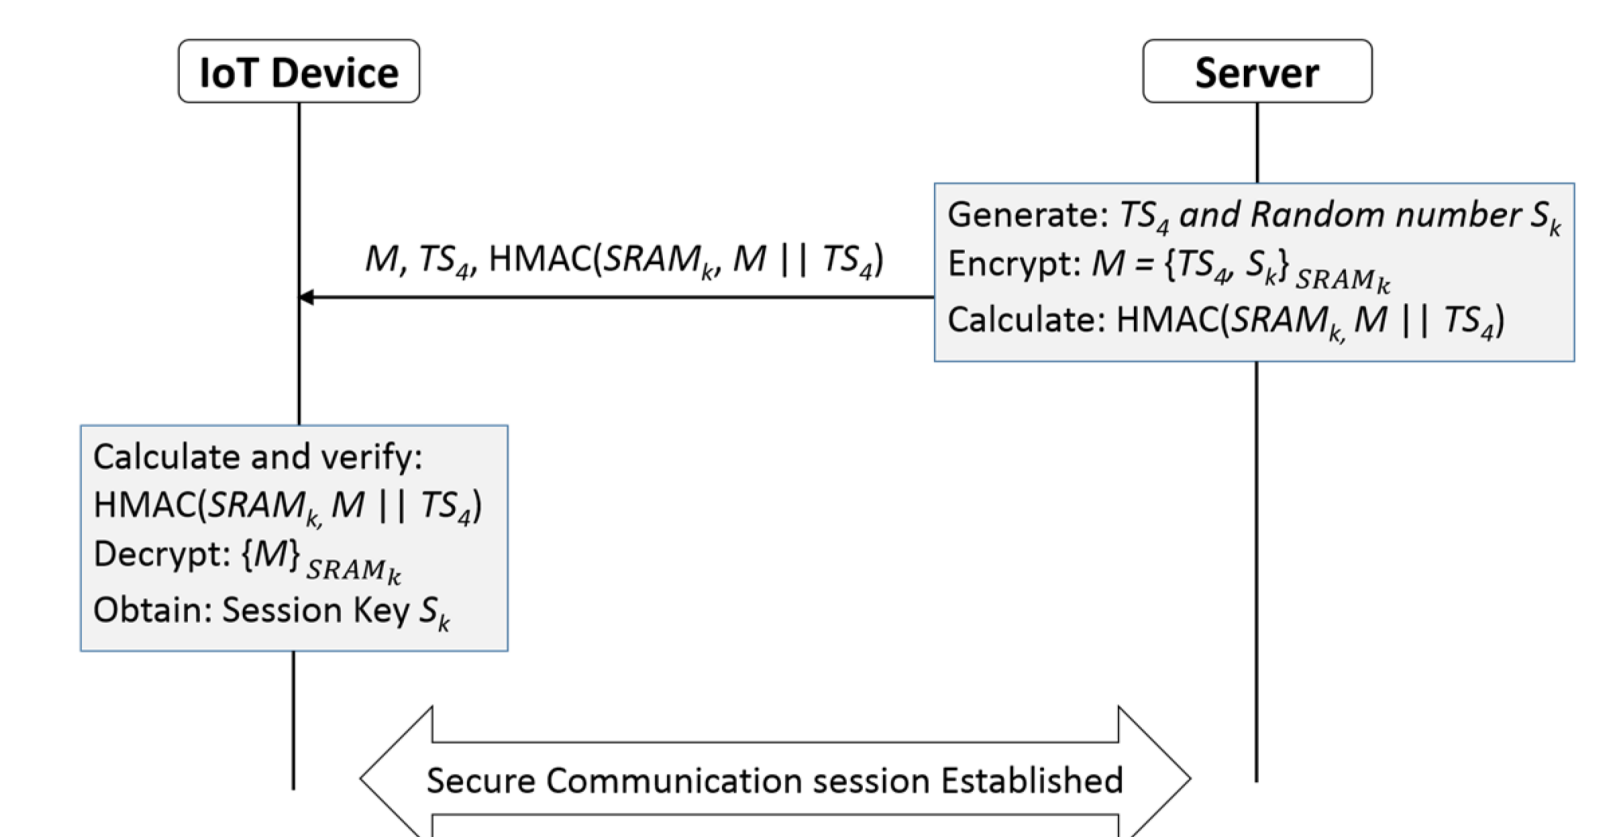 IoT Device
Server
Generate: TS₄ and Random number Sₖ
Encrypt: M = {TS₄, Sₖ} SRAMₖ
Calculate: HMAC(SRAMₖ, M || TS₄)
M, TS₄, HMAC(SRAMₖ, M || TS₄)
Calculate and verify:
HMAC(SRAMₖ, M || TS₄)
Decrypt: {M} SRAMₖ
Obtain: Session Key Sₖ
Secure Communication session Established